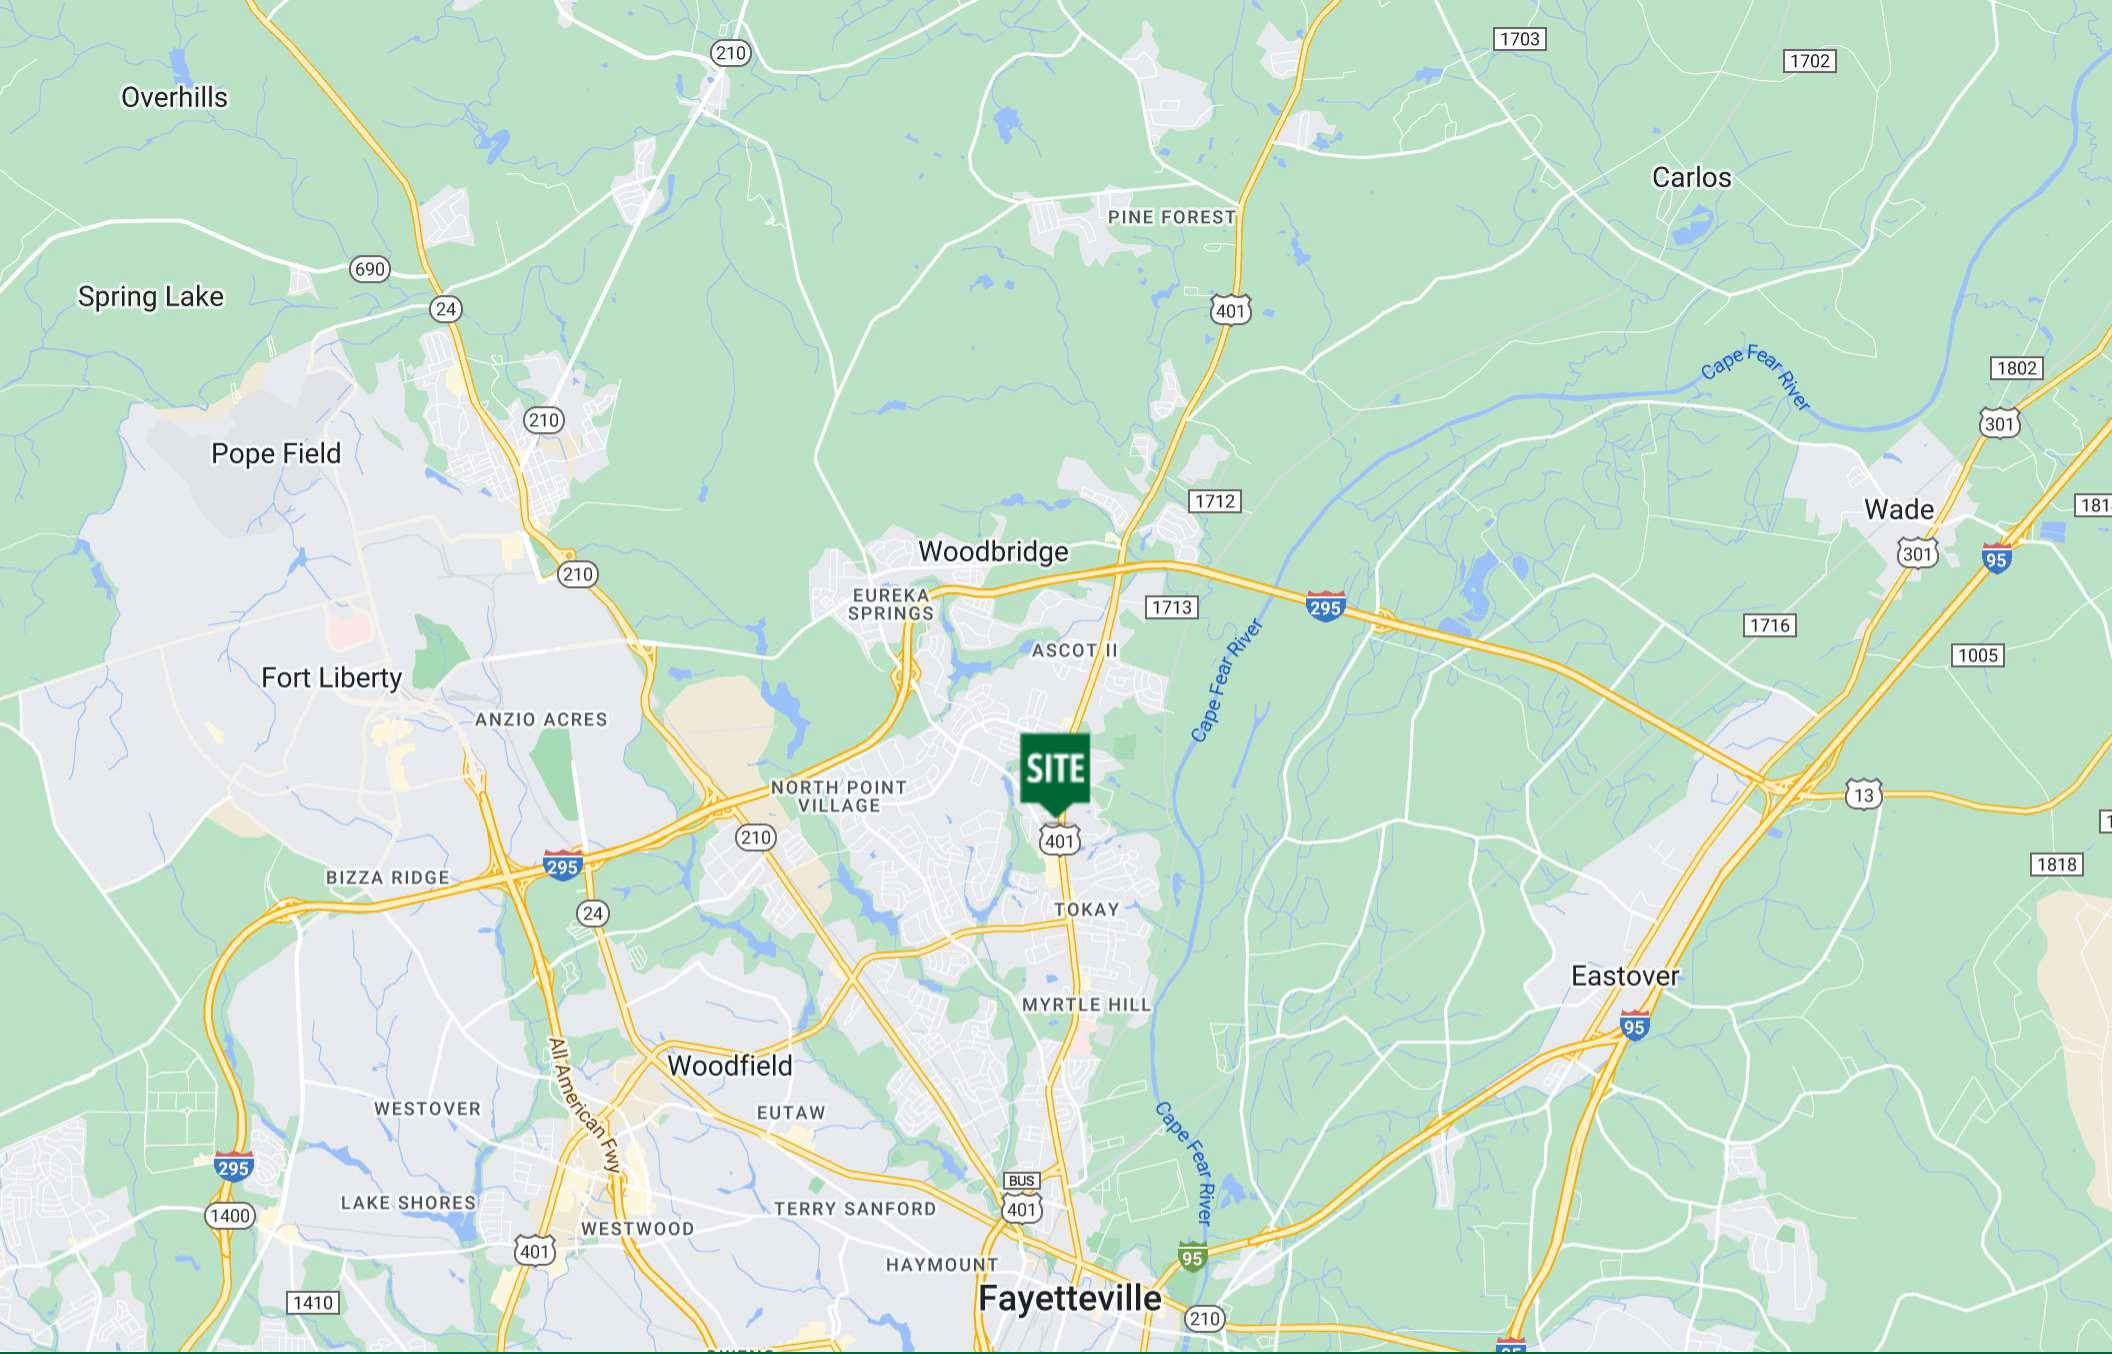 210
1703
1702
Overhills
Carlos
PINE FOREST
690
Spring Lake
24
401
Cape Fear River
1802
210
301
Pope Field
1712
Wade
181
Woodbridge
301
95
210
EUREKA
SPRINGS
1713
295
1716
ASCOT II
1005
Cape Fear River
Fort Liberty
ANZIO ACRES
SITE
NORTH POINT
VILLAGE
13
210
401
295
1818
BIZZA RIDGE
24
TOKAY
Eastover
MYRTLE HILL
95
All American Fwy
Woodfield
WESTOVER
EUTAW
Cape Fear River
295
BUS
401
LAKE SHORES
TERRY SANFORD
1400
WESTWOOD
401
HAYMOUNT
95
Fayetteville
1410
210